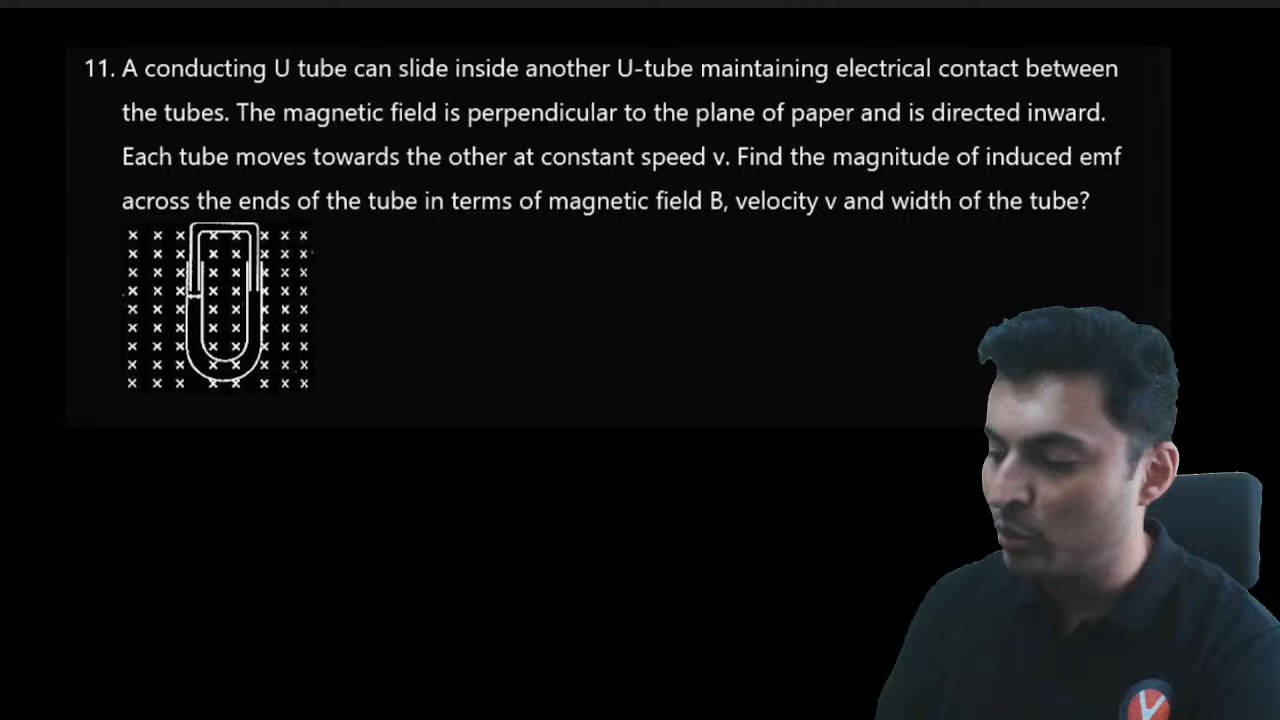 11. A conducting U tube can slide inside another U-tube maintaining electrical contact between
the tubes. The magnetic field is perpendicular to the plane of paper and is directed inward.
Each tube moves towards the other at constant speed v. Find the magnitude of induced emf
across the ends of the tube in terms of magnetic field B, velocity v and width of the tube?
x x x x x x x x
x x x x x x x x
x x x x x x x x
x x x x x x x x
x x x x x x x x
x x x x x x x x
x x x x x x x x
x x x x x x x x
x x x x x x x x